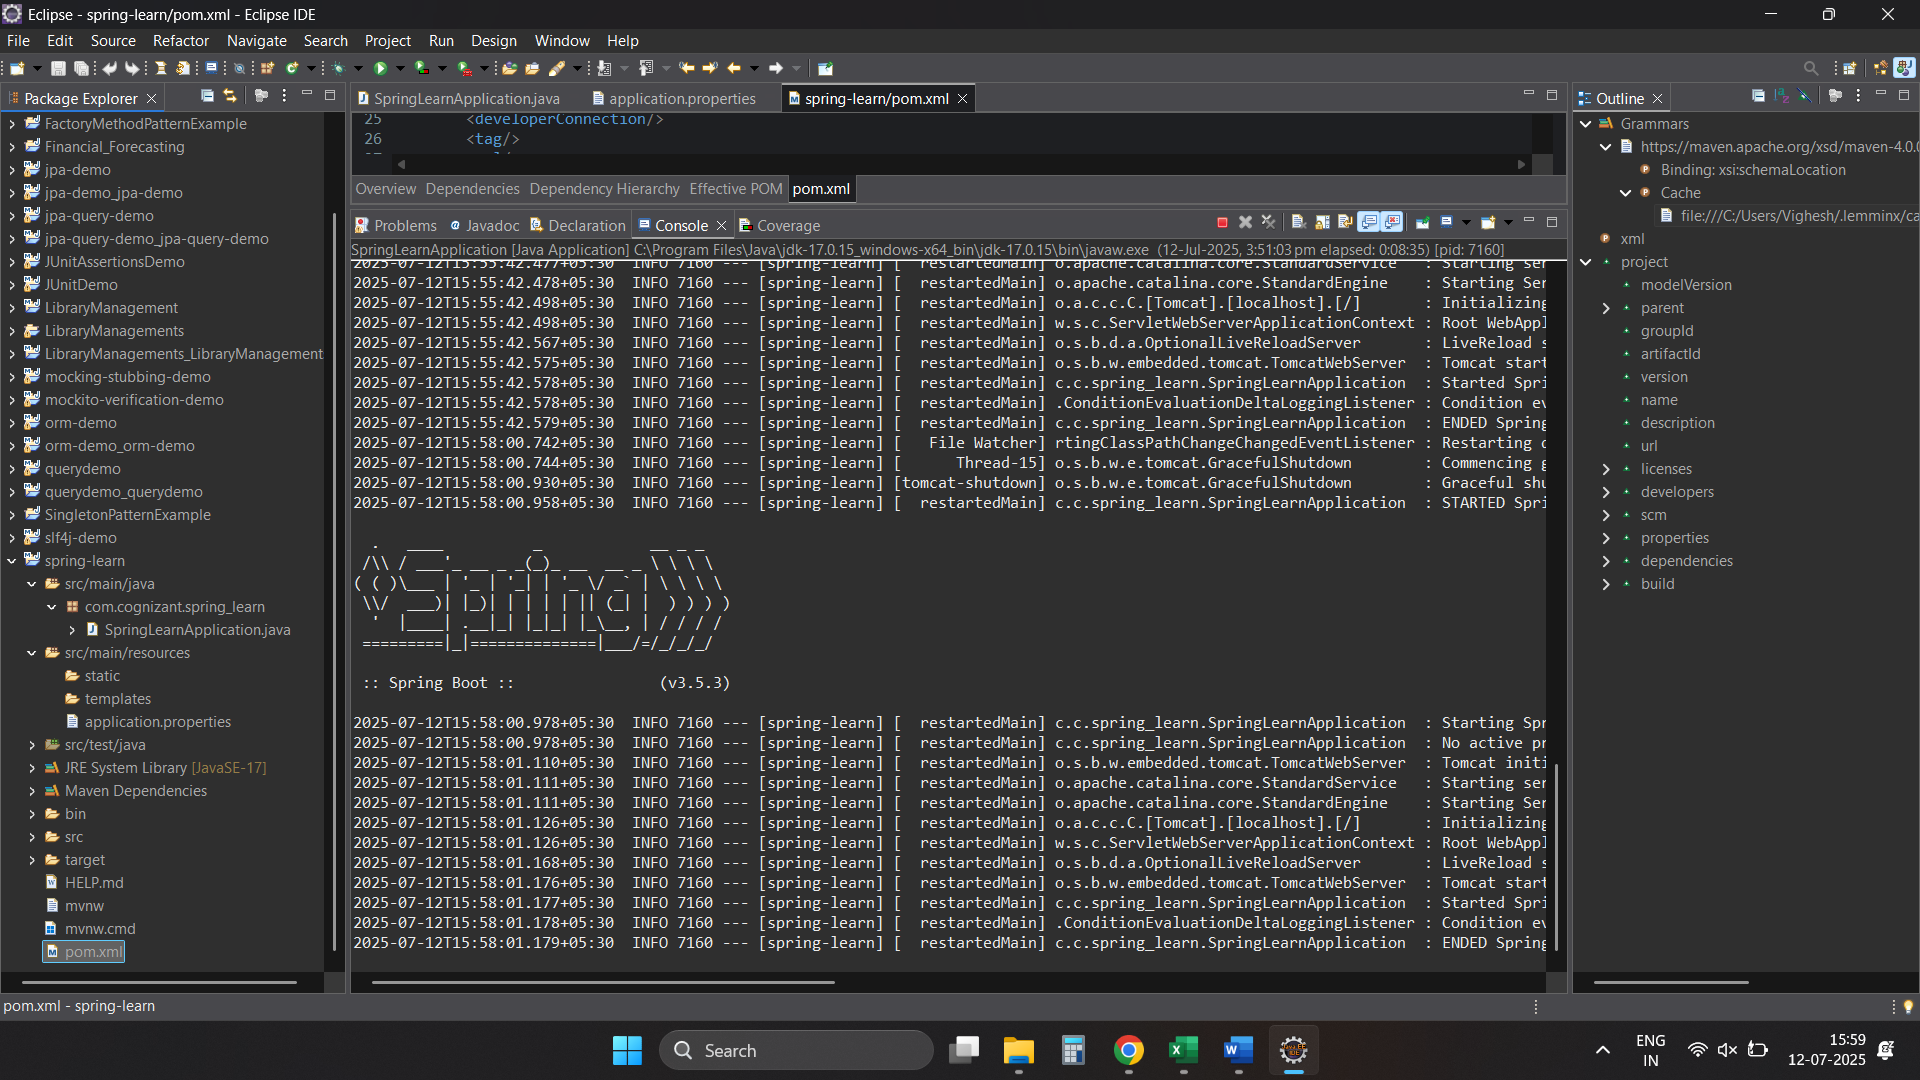 Eclipse - spring-learn/pom.xml - Eclipse IDE
File Edit Source Refactor Navigate Search Project Run Design Window Help
Package Explorer
FactoryMethodPatternExample
Financial_Forecasting
jpa-demo
jpa-demo_jpa-demo
jpa-query-demo
jpa-query-demo_jpa-query-demo
JUnitAssertionsDemo
JUnitDemo
LibraryManagement
LibraryManagements
LibraryManagements_LibraryManagement
mocking-stubbing-demo
mockito-verification-demo
orm-demo
orm-demo_orm-demo
querydemo
querydemo_querydemo
SingletonPatternExample
slf4j-demo
spring-learn
src/main/java
com.cognizant.spring_learn
SpringLearnApplication.java
src/main/resources
static
templates
application.properties
src/test/java
JRE System Library [JavaSE-17]
Maven Dependencies
bin
src
target
HELP.md
mvnw
mvnw.cmd
pom.xml
SpringLearnApplication.java application.properties spring-learn/pom.xml
25 <developerConnection/>
26 <tag/>
Overview Dependencies Dependency Hierarchy Effective POM pom.xml
Problems Javadoc Declaration Console Coverage
SpringLearnApplication [Java Application] C:\Program Files\Java\jdk-17.0.15_windows-x64_bin\jdk-17.0.15\bin\javaw.exe (12-Jul-2025, 3:51:03 pm elapsed: 0:08:35) [pid: 7160]
2025-07-12T15:55:42.477+05:30 INFO 7160 --- [spring-learn] [ restartedMain] o.apache.catalina.core.StandardService : Starting ser
2025-07-12T15:55:42.478+05:30 INFO 7160 --- [spring-learn] [ restartedMain] o.apache.catalina.core.StandardEngine : Starting Ser
2025-07-12T15:55:42.498+05:30 INFO 7160 --- [spring-learn] [ restartedMain] o.a.c.c.C.[Tomcat].[localhost].[/] : Initializing
2025-07-12T15:55:42.498+05:30 INFO 7160 --- [spring-learn] [ restartedMain] w.s.c.ServletWebServerApplicationContext : Root WebAppl
2025-07-12T15:55:42.567+05:30 INFO 7160 --- [spring-learn] [ restartedMain] o.s.b.d.a.OptionalLiveReloadServer : LiveReload s
2025-07-12T15:55:42.575+05:30 INFO 7160 --- [spring-learn] [ restartedMain] o.s.b.w.embedded.tomcat.TomcatWebServer : Tomcat start
2025-07-12T15:55:42.578+05:30 INFO 7160 --- [spring-learn] [ restartedMain] c.c.spring_learn.SpringLearnApplication : Started Spri
2025-07-12T15:55:42.578+05:30 INFO 7160 --- [spring-learn] [ restartedMain] .ConditionEvaluationDeltaLoggingListener : Condition ev
2025-07-12T15:55:42.579+05:30 INFO 7160 --- [spring-learn] [ restartedMain] c.c.spring_learn.SpringLearnApplication : ENDED Spring
2025-07-12T15:58:00.742+05:30 INFO 7160 --- [spring-learn] [ File Watcher] rtingClassPathChangeChangedEventListener : Restarting d
2025-07-12T15:58:00.744+05:30 INFO 7160 --- [spring-learn] [ Thread-15] o.s.b.w.e.tomcat.GracefulShutdown : Commencing g
2025-07-12T15:58:00.930+05:30 INFO 7160 --- [spring-learn] [tomcat-shutdown] o.s.b.w.e.tomcat.GracefulShutdown : Graceful shu
2025-07-12T15:58:00.958+05:30 INFO 7160 --- [spring-learn] [ restartedMain] c.c.spring_learn.SpringLearnApplication : STARTED Spri
Spring
:: Spring Boot :: (v3.5.3)
2025-07-12T15:58:00.978+05:30 INFO 7160 --- [spring-learn] [ restartedMain] c.c.spring_learn.SpringLearnApplication : Starting Spr
2025-07-12T15:58:00.978+05:30 INFO 7160 --- [spring-learn] [ restartedMain] c.c.spring_learn.SpringLearnApplication : No active pr
2025-07-12T15:58:01.110+05:30 INFO 7160 --- [spring-learn] [ restartedMain] o.s.b.w.embedded.tomcat.TomcatWebServer : Tomcat initi
2025-07-12T15:58:01.111+05:30 INFO 7160 --- [spring-learn] [ restartedMain] o.apache.catalina.core.StandardService : Starting ser
2025-07-12T15:58:01.111+05:30 INFO 7160 --- [spring-learn] [ restartedMain] o.apache.catalina.core.StandardEngine : Starting Ser
2025-07-12T15:58:01.126+05:30 INFO 7160 --- [spring-learn] [ restartedMain] o.a.c.c.C.[Tomcat].[localhost].[/] : Initializing
2025-07-12T15:58:01.126+05:30 INFO 7160 --- [spring-learn] [ restartedMain] w.s.c.ServletWebServerApplicationContext : Root WebAppl
2025-07-12T15:58:01.168+05:30 INFO 7160 --- [spring-learn] [ restartedMain] o.s.b.d.a.OptionalLiveReloadServer : LiveReload s
2025-07-12T15:58:01.176+05:30 INFO 7160 --- [spring-learn] [ restartedMain] o.s.b.w.embedded.tomcat.TomcatWebServer : Tomcat start
2025-07-12T15:58:01.177+05:30 INFO 7160 --- [spring-learn] [ restartedMain] c.c.spring_learn.SpringLearnApplication : Started Spri
2025-07-12T15:58:01.178+05:30 INFO 7160 --- [spring-learn] [ restartedMain] .ConditionEvaluationDeltaLoggingListener : Condition ev
2025-07-12T15:58:01.179+05:30 INFO 7160 --- [spring-learn] [ restartedMain] c.c.spring_learn.SpringLearnApplication : ENDED Spring
Outline
Grammars
https://maven.apache.org/xsd/maven-4.0.0
Binding: xsi:schemaLocation
Cache
file:///C:/Users/Vighesh/.lemminx/ca
xml
project
modelVersion
parent
groupId
artifactId
version
name
description
url
licenses
developers
scm
properties
dependencies
build
pom.xml - spring-learn
Search
ENG
IN
15:59
12-07-2025